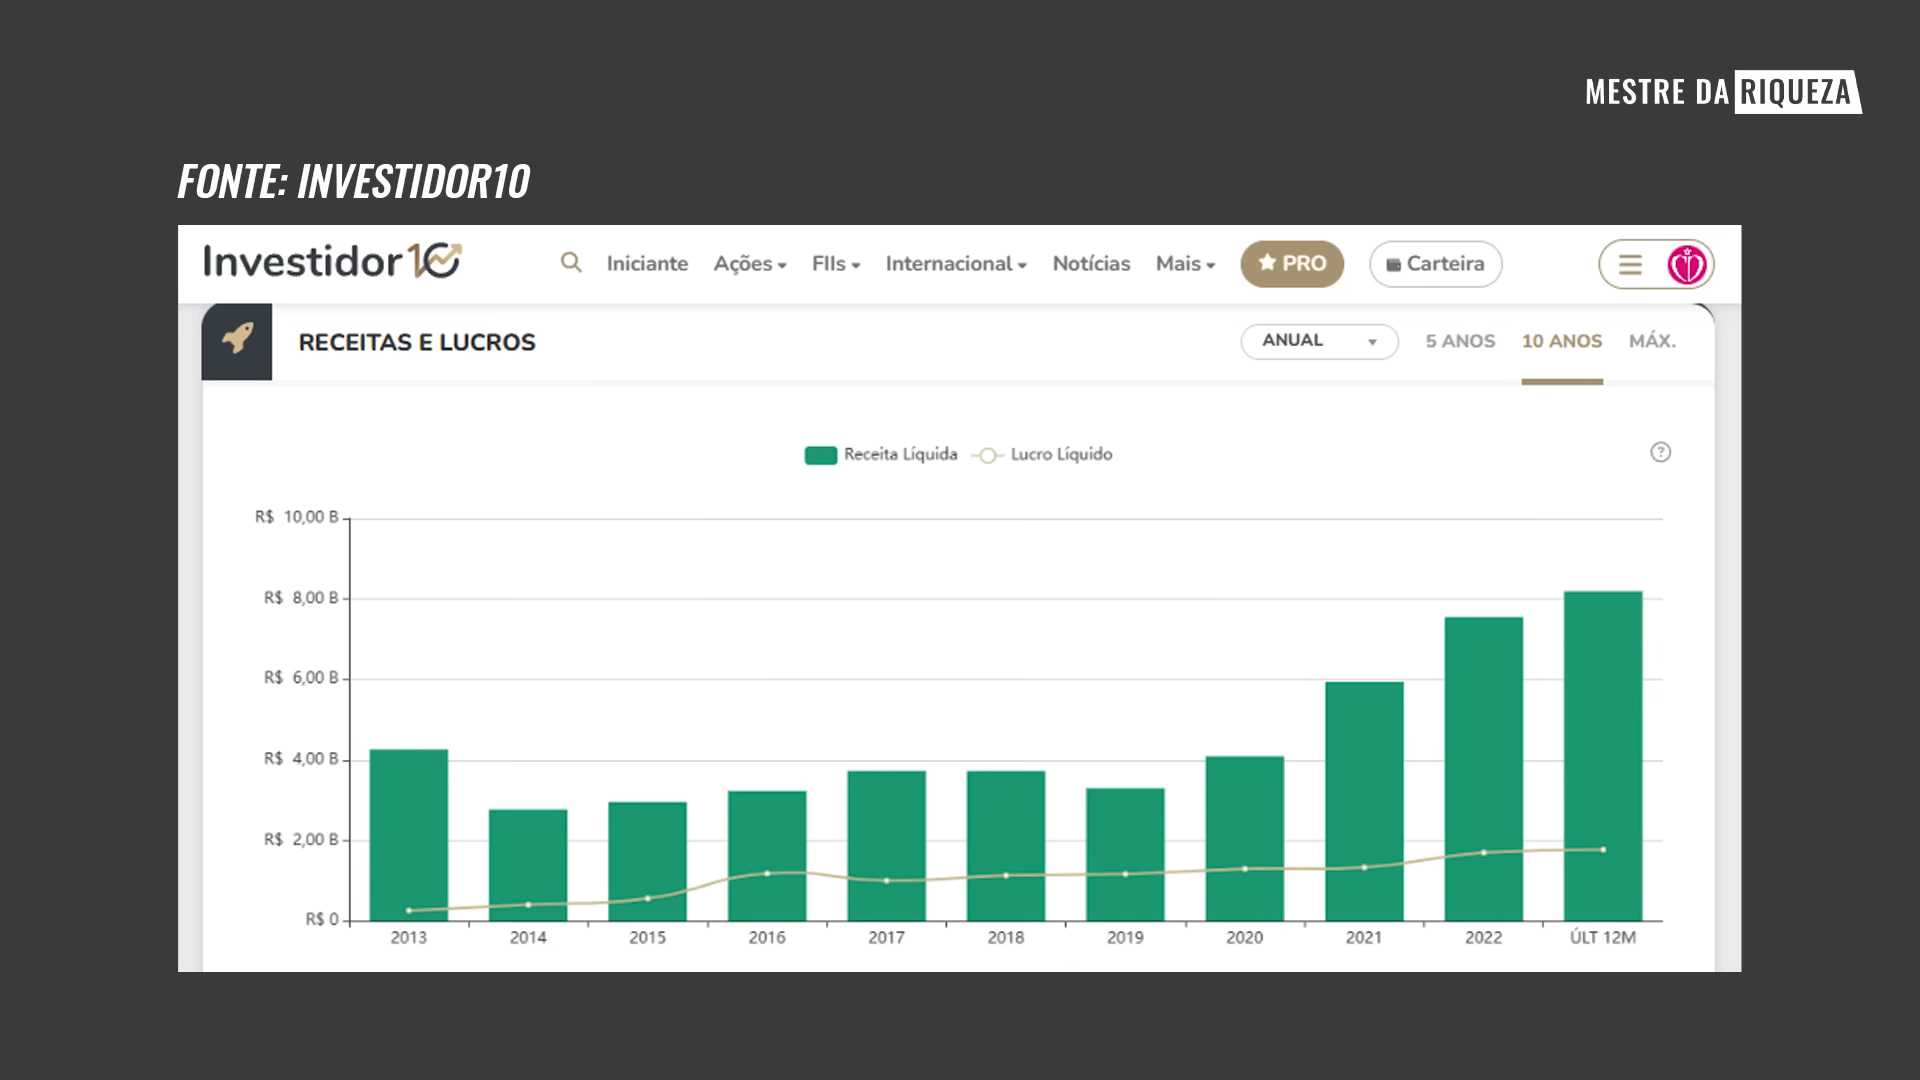 MESTRE DA RIQUEZA
FONTE: INVESTIDOR10
Investidor10
Iniciante Ações FIIs Internacional Notícias Mais PRO Carteira
RECEITAS E LUCROS
ANUAL 5 ANOS 10 ANOS MÁX.
Receita Líquida Lucro Líquido ?
R$ 10,00 B
R$ 8,00 B
R$ 6,00 B
R$ 4,00 B
R$ 2,00 B
R$ 0
2013 2014 2015 2016 2017 2018 2019 2020 2021 2022 ÚLT 12M